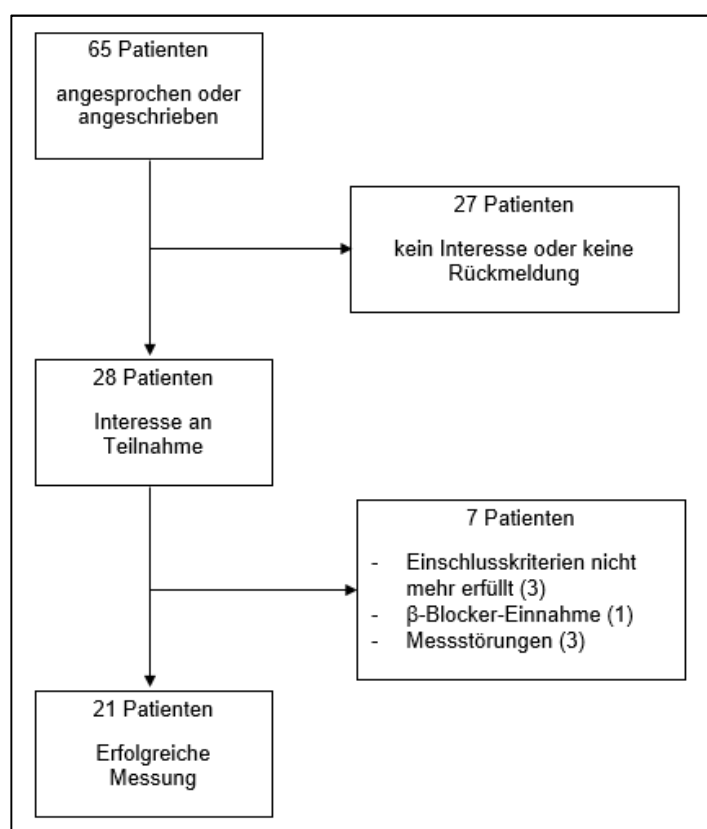 65 Patienten
angesprochen oder
angeschrieben
27 Patienten
kein Interesse oder keine
Rückmeldung
28 Patienten
Interesse an
Teilnahme
7 Patienten
- Einschlusskriterien nicht
mehr erfüllt (3)
- β-Blocker-Einnahme (1)
- Messstörungen (3)
21 Patienten
Erfolgreiche
Messung